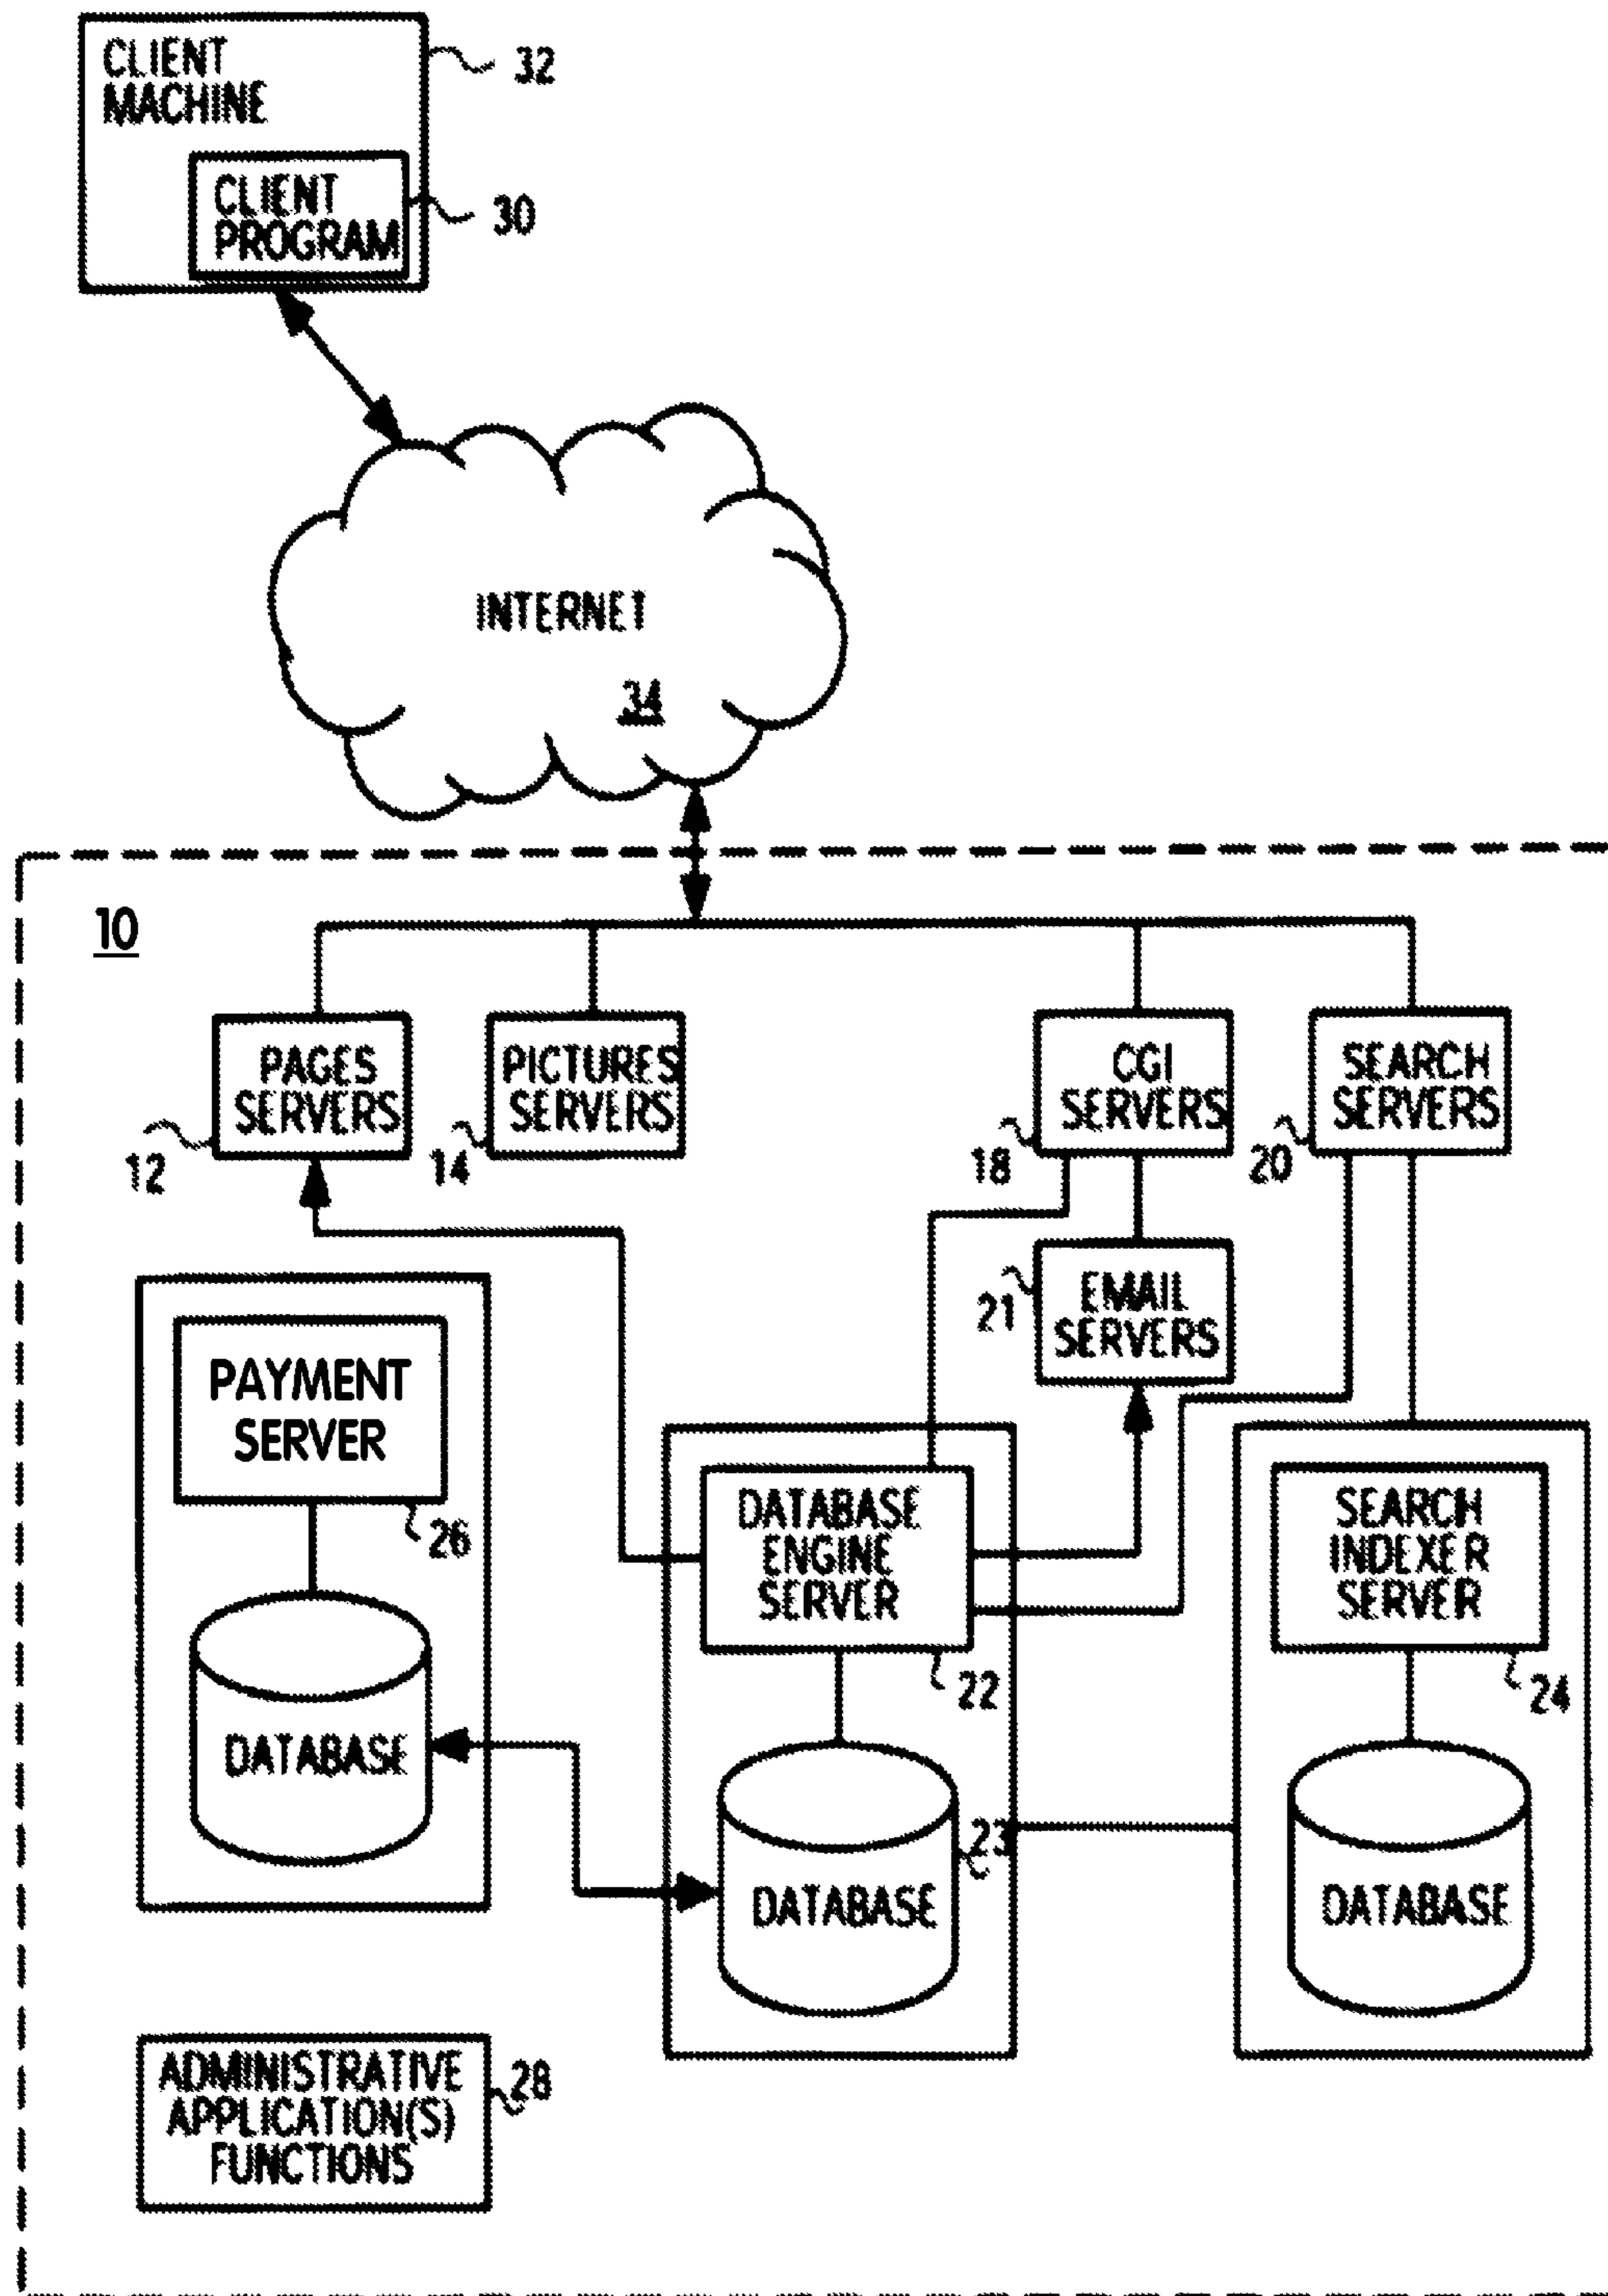 CLIENT
MACHINE
32
CLIENT
PROGRAM
30
INTERNET
34
10
PAGES
SERVERS
12
PICTURES
SERVERS
14
CGI
SERVERS
18
SEARCH
SERVERS
20
EMAIL
SERVERS
21
PAYMENT
SERVER
26
DATABASE
DATABASE
ENGINE
SERVER
22
DATABASE
23
SEARCH
INDEXER
SERVER
24
DATABASE
ADMINISTRATIVE
APPLICATION(S)
FUNCTIONS
28